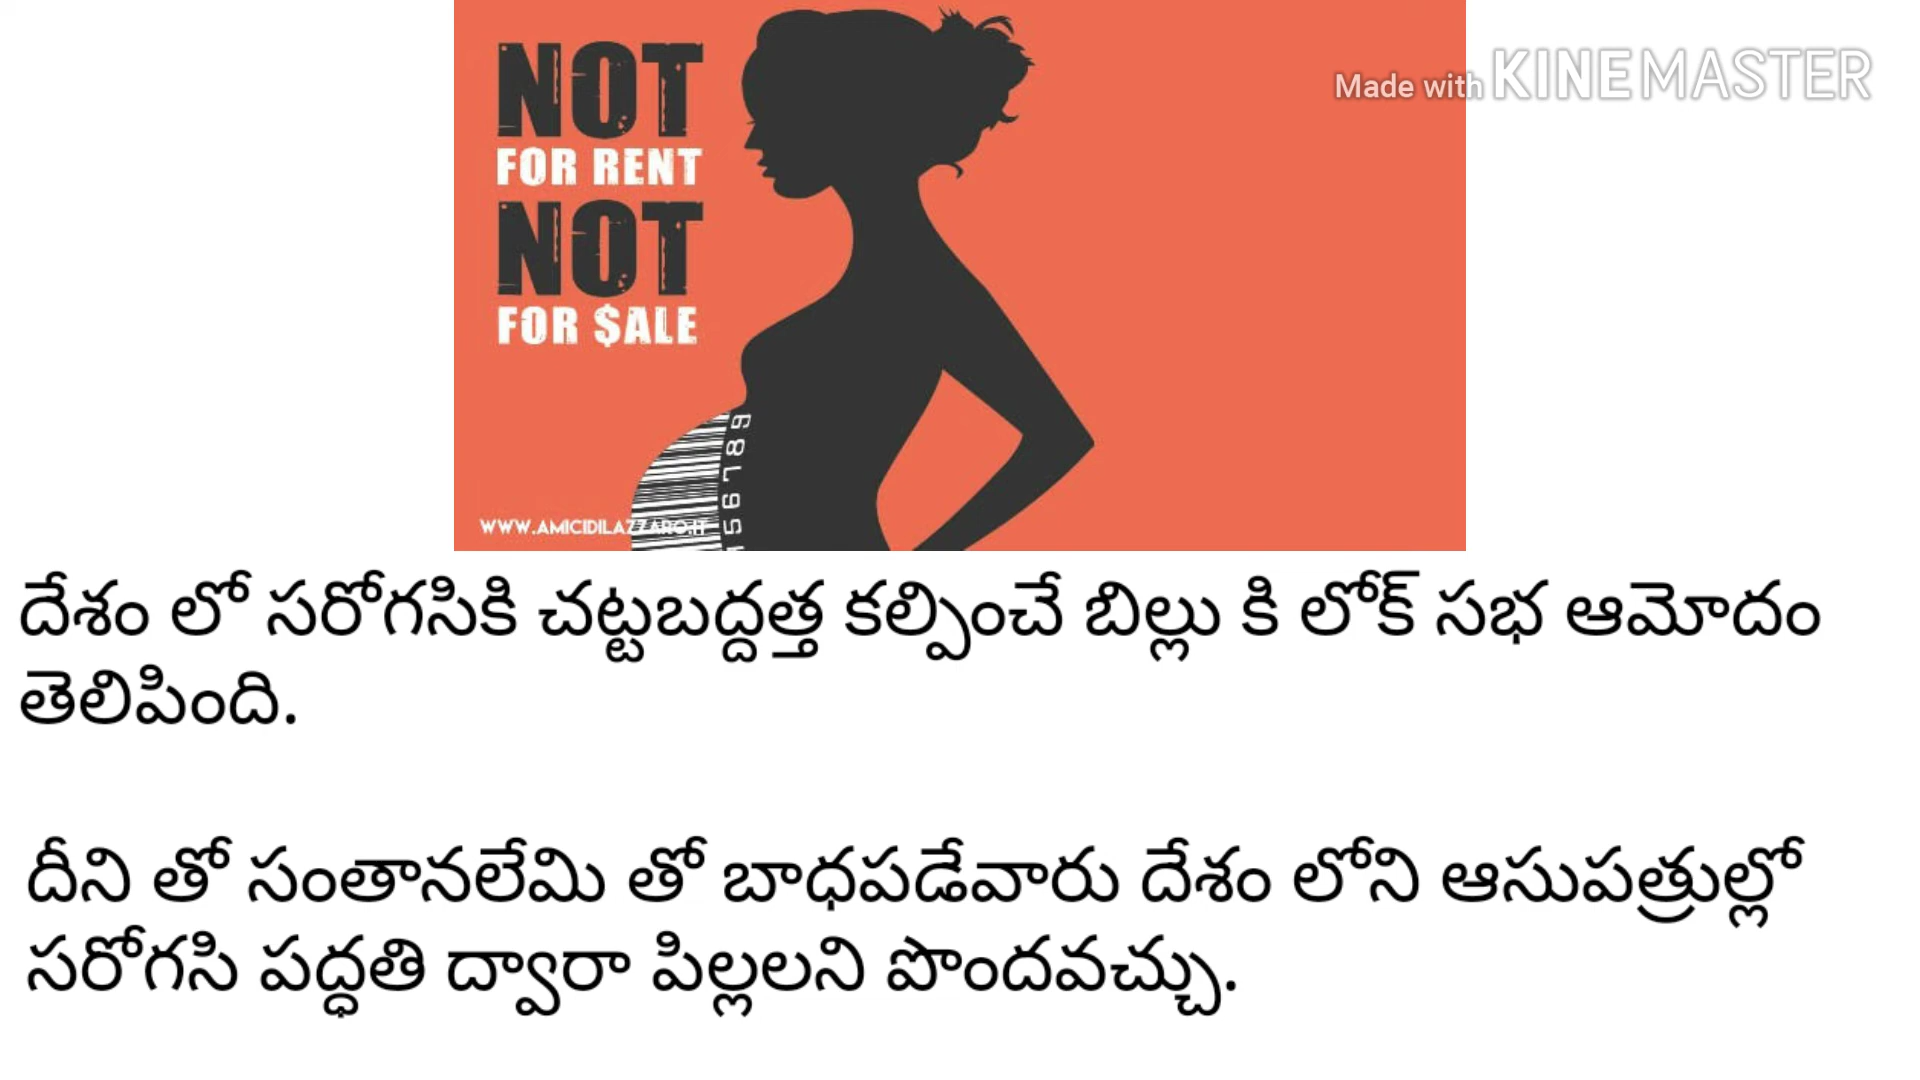 NOT
FOR RENT
NOT
FOR $ALE
Made with KINEMASTER
WWW.AMICIDILAZZARO.IT
దేశం లో సరోగసికి చట్టబద్దత్త కల్పించే బిల్లు కి లోక్ సభ ఆమోదం
తెలిపింది.
దీని తో సంతానలేమి తో బాధపడేవారు దేశం లోని ఆసుపత్రుల్లో
సరోగసి పద్ధతి ద్వారా పిల్లలని పొందవచ్చు.